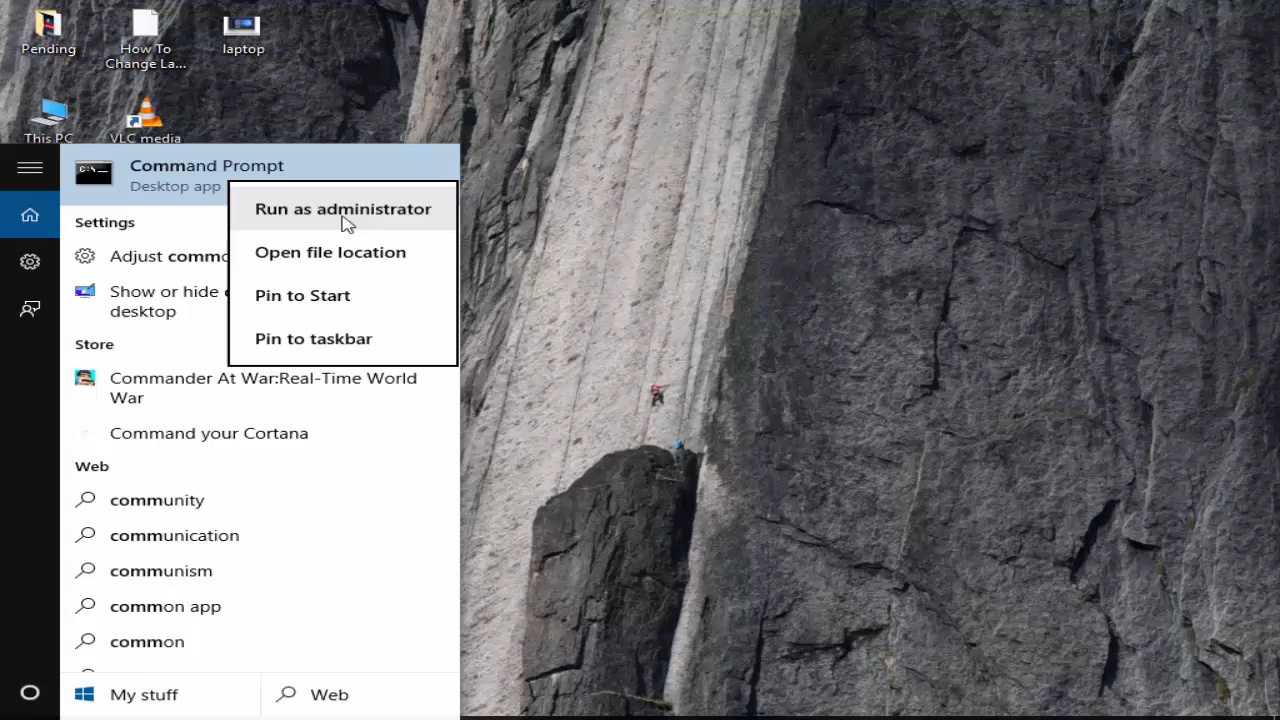 Pending
How To
Change La...
laptop
This PC
VLC media
Command Prompt
Desktop app
Run as administrator
Open file location
Pin to Start
Pin to taskbar
Settings
Adjust comm
Show or hide
desktop
Store
Commander At War:Real-Time World
War
Command your Cortana
Web
community
communication
communism
common app
common
My stuff
Web